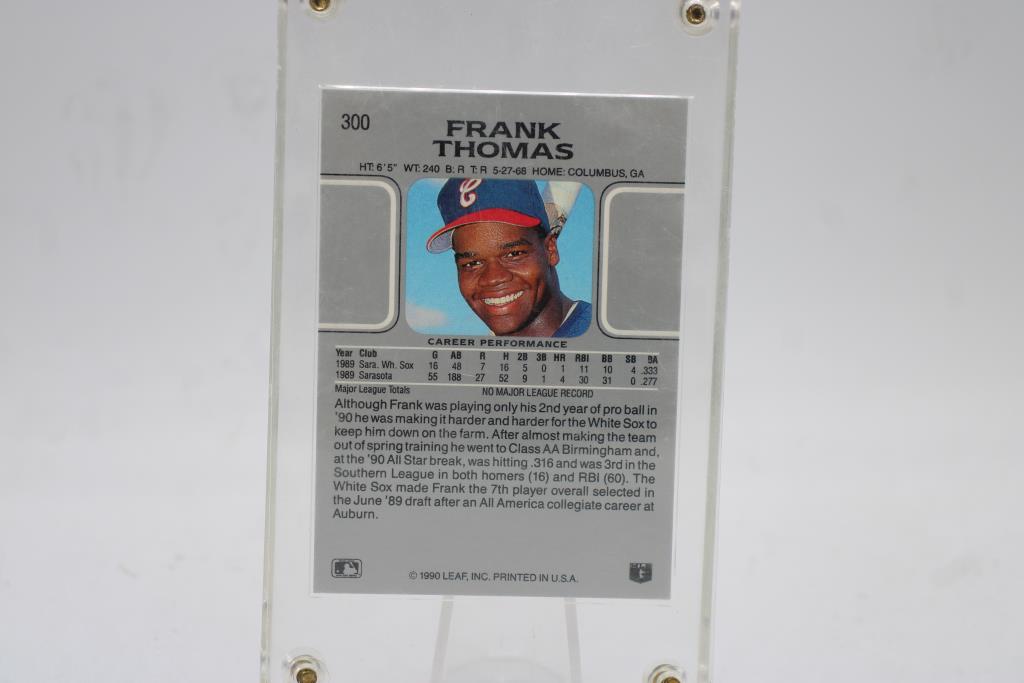 300
FRANK
THOMAS
HT: 6'5" WT: 240 B: R T: R 5-27-68 HOME: COLUMBUS, GA
C
CAREER PERFORMANCE
Year Club G AB R H 2B 3B HR RBI BB SB BA
1989 Sara. Wh. Sox 16 48 7 16 5 0 1 11 10 4 .333
1989 Sarasota 55 188 27 52 9 1 4 30 31 0 .277
Major League Totals NO MAJOR LEAGUE RECORD
Although Frank was playing only his 2nd year of pro ball in
'90 he was making it harder and harder for the White Sox to
keep him down on the farm. After almost making the team
out of spring training he went to Class AA Birmingham and,
at the '90 All Star break, was hitting .316 and was 3rd in the
Southern League in both homers (16) and RBI (60). The
White Sox made Frank the 7th player overall selected in
the June '89 draft after an All America collegiate career at
Auburn.
© 1990 LEAF, INC. PRINTED IN U.S.A.